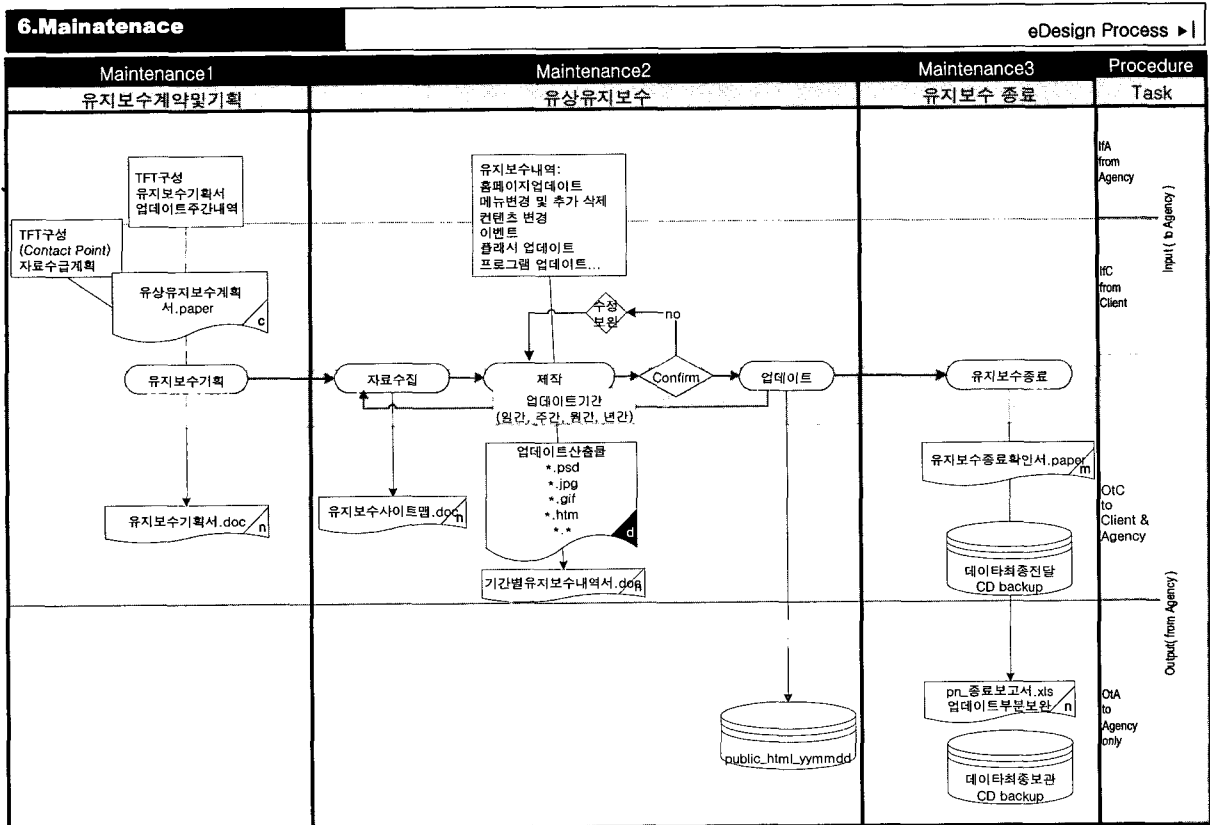 6.Mainatenace
eDesign Process
Maintenance1
Maintenance2
Maintenance3
Procedure
유지보수계약및기획
유상유지보수
유지보수 종료
Task
TFT구성
유지보수기획서
업데이트주간내역
TFT구성
(Contact Point)
자료수급계획
유상유지보수계획
서.paper
c
유지보수기획
유지보수기획서.doc
n
유지보수내역:
홈페이지업데이트
메뉴변경 및 추가 삭제
컨텐츠 변경
이벤트
플래시 업데이트
프로그램 업데이트...
수정
보완
no
자료수집
제작
Confirm
업데이트
업데이트기간
(일간, 주간, 월간, 년간)
유지보수사이트맵.doc
n
업데이트산출물
*.psd
*.jpg
*.gif
*.htm
*.*
d
기간별유지보수내역서.doc
n
public_html_yymmdd
유지보수종료
유지보수종료확인서.paper
m
데이타최종전달
CD backup
pn_종료보고서.xls
업데이트부분보완
n
데이타최종보관
CD backup
IfA
from
Agency
IfC
from
Client
Input ( to Agency )
OtC
to
Client &
Agency
Output( from Agency )
OtA
to
Agency
only